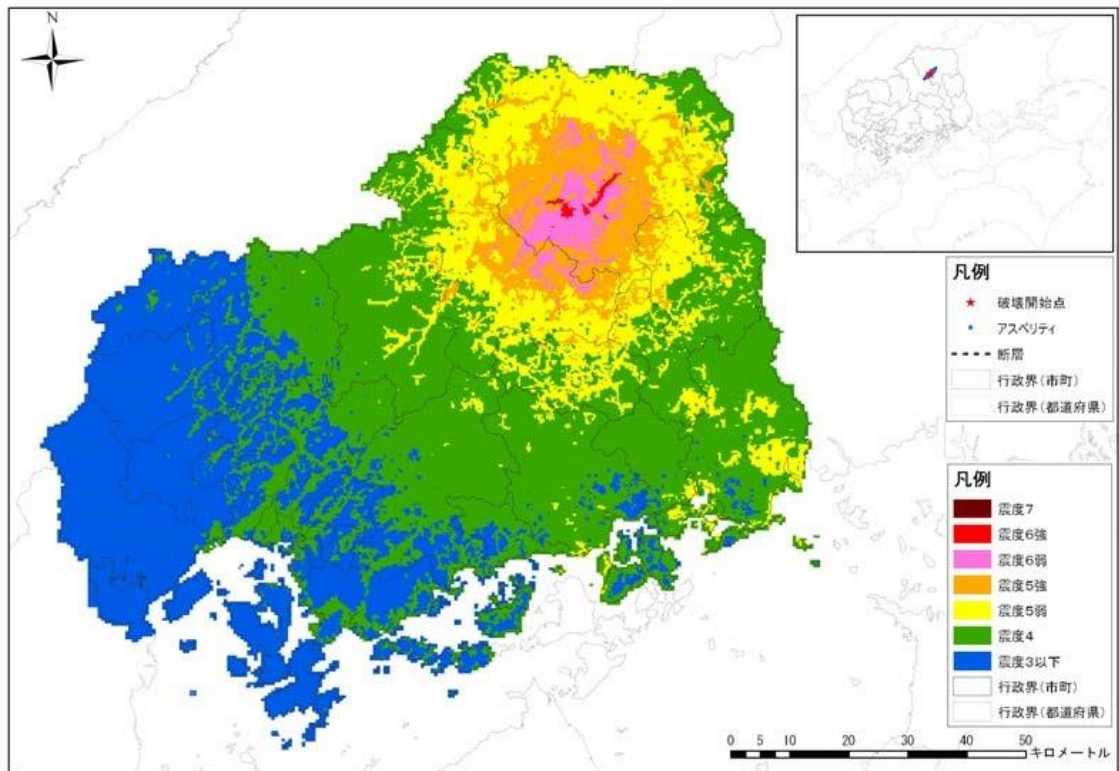 N
凡例
破壊開始点
アスペリティ
断層
行政界(市町)
行政界(都道府県)
凡例
震度7
震度6強
震度6弱
震度5強
震度5弱
震度4
震度3以下
行政界(市町)
行政界(都道府県)
0 5 10 20 30 40 50
キロメートル